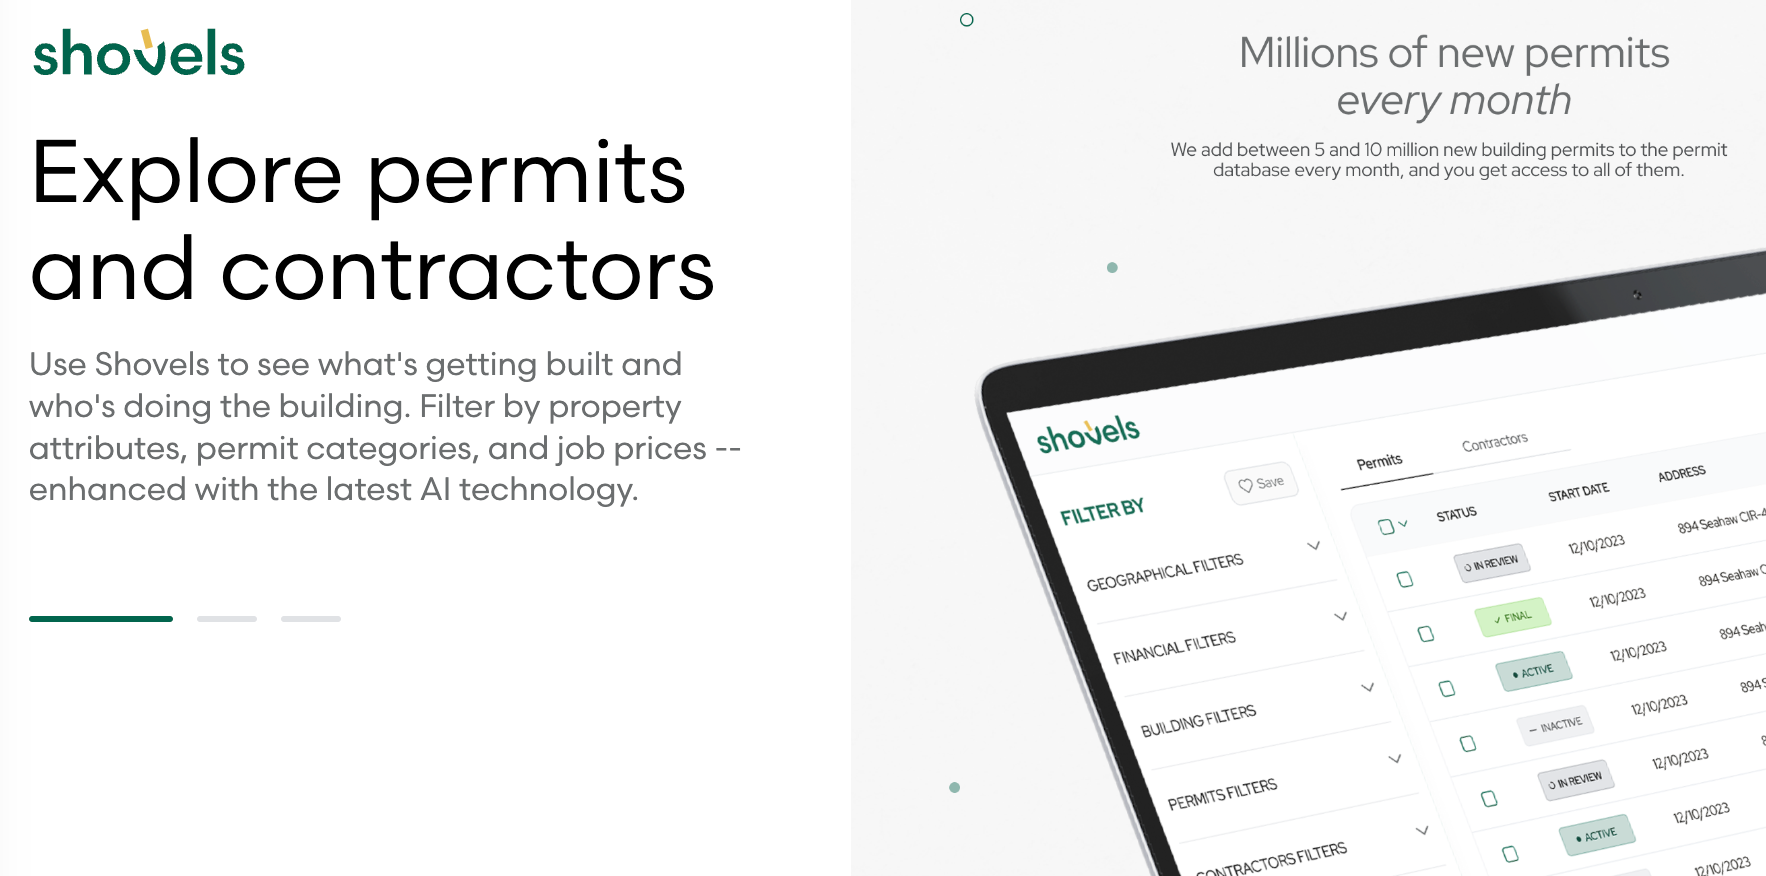 shovels
Explore permits
and contractors
Use Shovels to see what's getting built and
who's doing the building. Filter by property
attributes, permit categories, and job prices --
enhanced with the latest AI technology.
Millions of new permits
every month
We add between 5 and 10 million new building permits to the permit
database every month, and you get access to all of them.
shovels
Permits
Contractors
FILTER BY
Save
STATUS
START DATE
ADDRESS
GEOGRAPHICAL FILTERS
IN REVIEW
12/10/2023
894 Seahaw CIR-4
FINANCIAL FILTERS
FINAL
12/10/2023
894 Seahaw
BUILDING FILTERS
ACTIVE
12/10/2023
894 Seah
PERMITS FILTERS
INACTIVE
12/10/2023
894
CONTRACTORS FILTERS
IN REVIEW
12/10/2023
ACTIVE
12/10/2023
12/10/2023